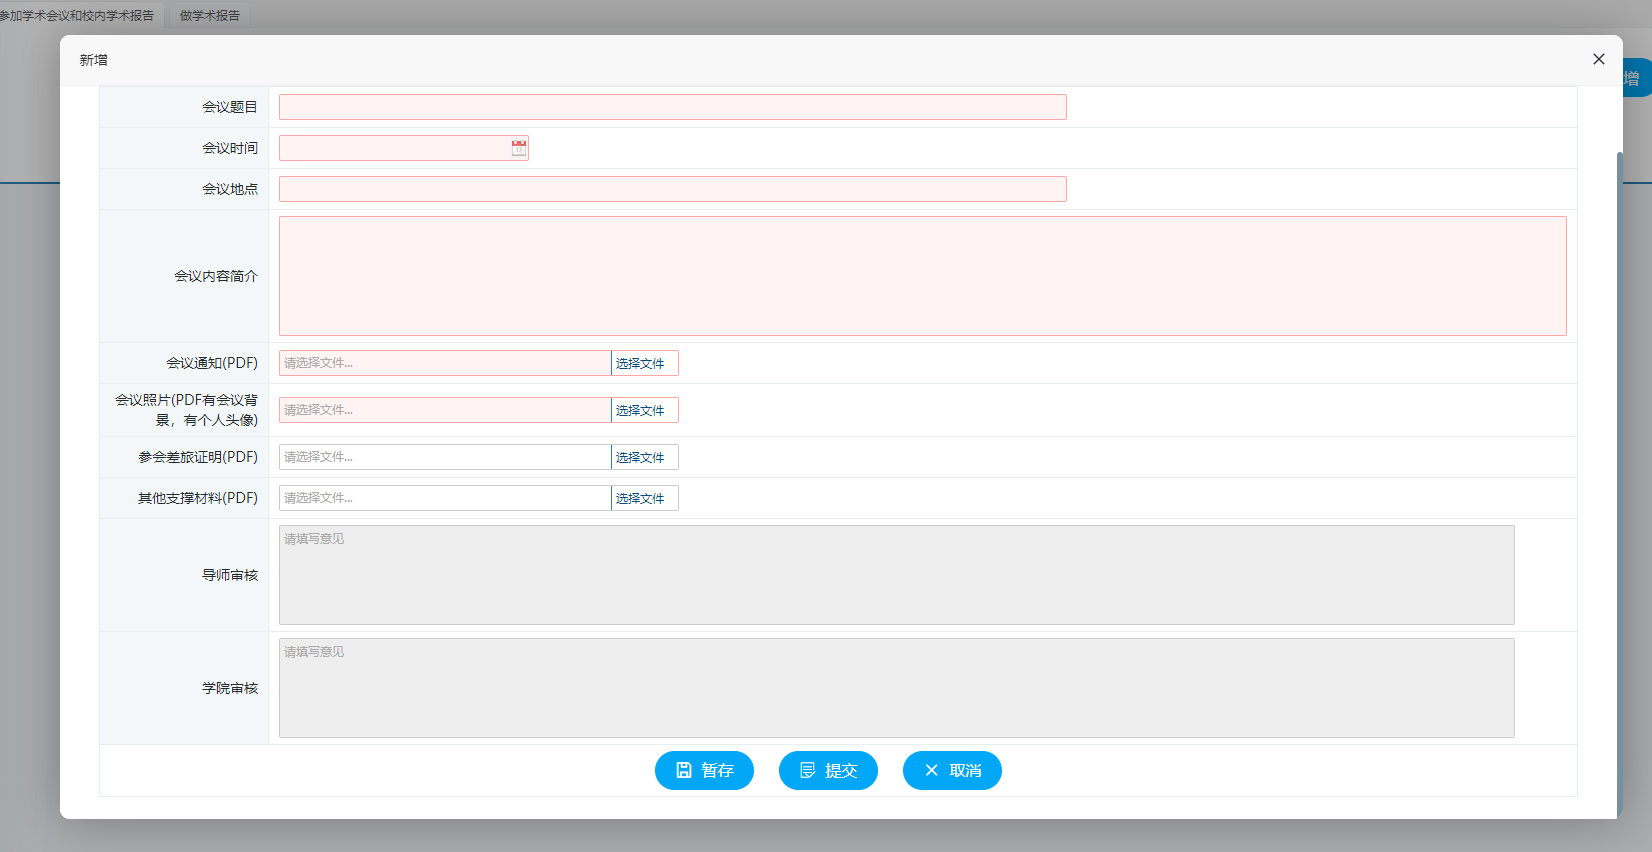 参加学术会议和校内学术报告 做学术报告
新增
增
会议题目
会议时间
会议地点
会议内容简介
会议通知(PDF) 请选择文件... 选择文件
会议照片(PDF有会议背
景，有个人头像) 请选择文件... 选择文件
参会差旅证明(PDF) 请选择文件... 选择文件
其他支撑材料(PDF) 请选择文件... 选择文件
请填写意见
导师审核
请填写意见
学院审核
暂存 提交 取消